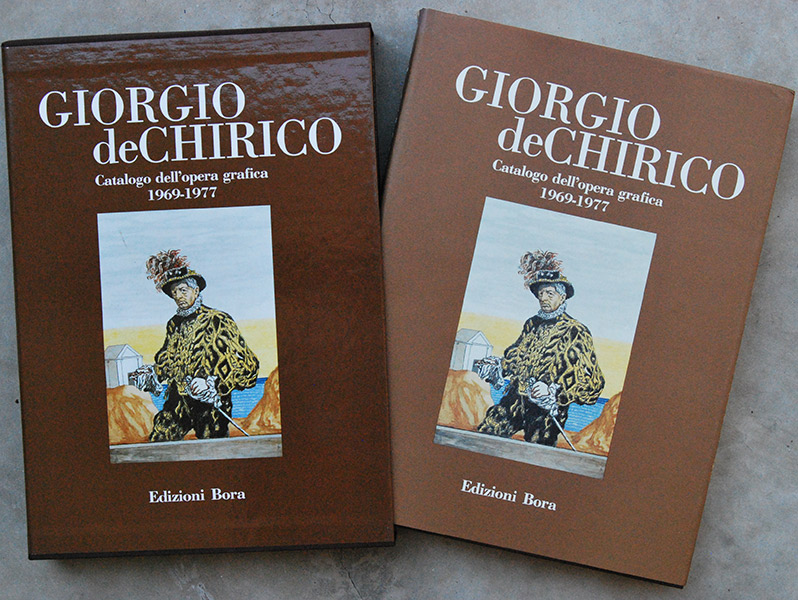 GIORGIO
deCHIRICO
Catalogo dell'opera grafica
1969-1977
Edizioni Bora
GIORGIO
deCHIRICO
Catalogo dell'opera grafica
1969-1977
Edizioni Bora